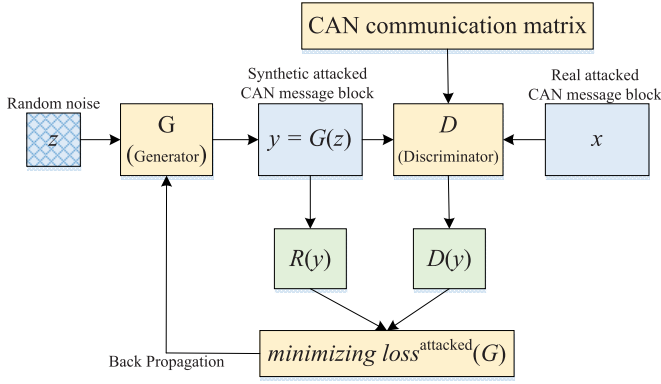 CAN communication matrix
Random noise
z
G
(Generator)
Synthetic attacked
CAN message block
y = G(z)
D
(Discriminator)
Real attacked
CAN message block
x
R(y)
D(y)
minimizing loss^attacked(G)
Back Propagation